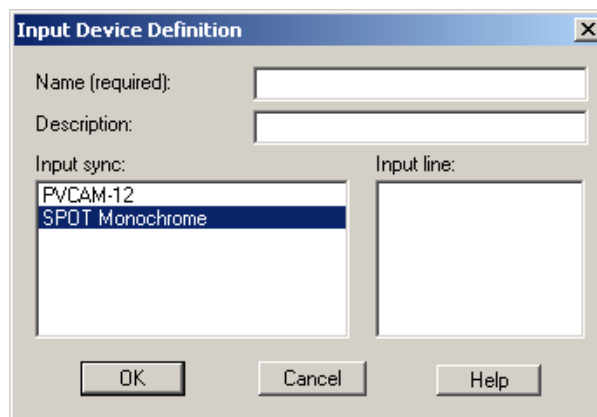 Input Device Definition
Name (required):
Description:
Input sync:
Input line:
PVCAM-12
SPOT Monochrome
OK
Cancel
Help